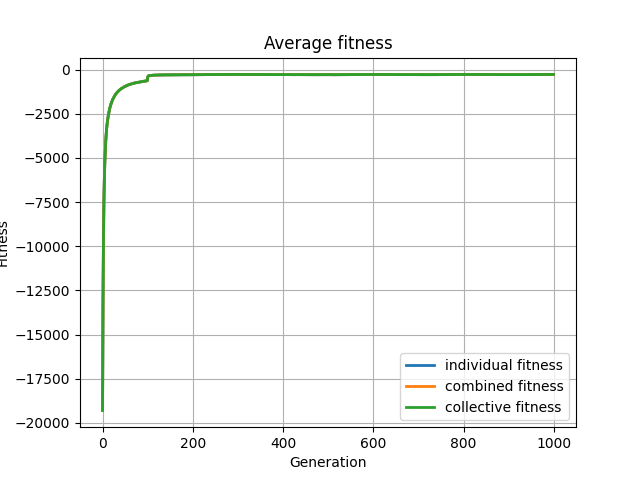 Average fitness
0
−2500
−5000
−7500
−10000
−12500
−15000
−17500
−20000
Fitness
0
200
400
600
800
1000
Generation
individual fitness
combined fitness
collective fitness